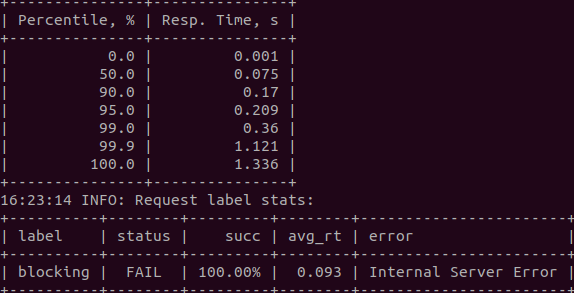 +---------------+---------------+
| Percentile, % | Resp. Time, s |
+---------------+---------------+
|           0.0 |         0.001 |
|          50.0 |         0.075 |
|          90.0 |          0.17 |
|          95.0 |         0.209 |
|          99.0 |          0.36 |
|          99.9 |         1.121 |
|         100.0 |         1.336 |
+---------------+---------------+
16:23:14 INFO: Request label stats:
+----------+--------+---------+--------+-----------------------+
| label    | status |    succ | avg_rt | error                 |
+----------+--------+---------+--------+-----------------------+
| blocking |  FAIL  | 100.00% |  0.093 | Internal Server Error |
+----------+--------+---------+--------+-----------------------+